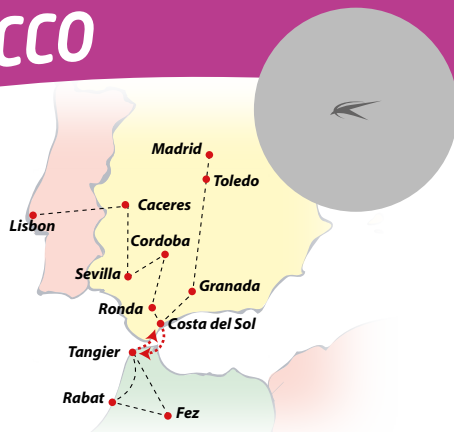 CCO
Madrid
Toledo
Caceres
Lisbon
Cordoba
Sevilla
Granada
Ronda
Costa del Sol
Tangier
Rabat
Fez